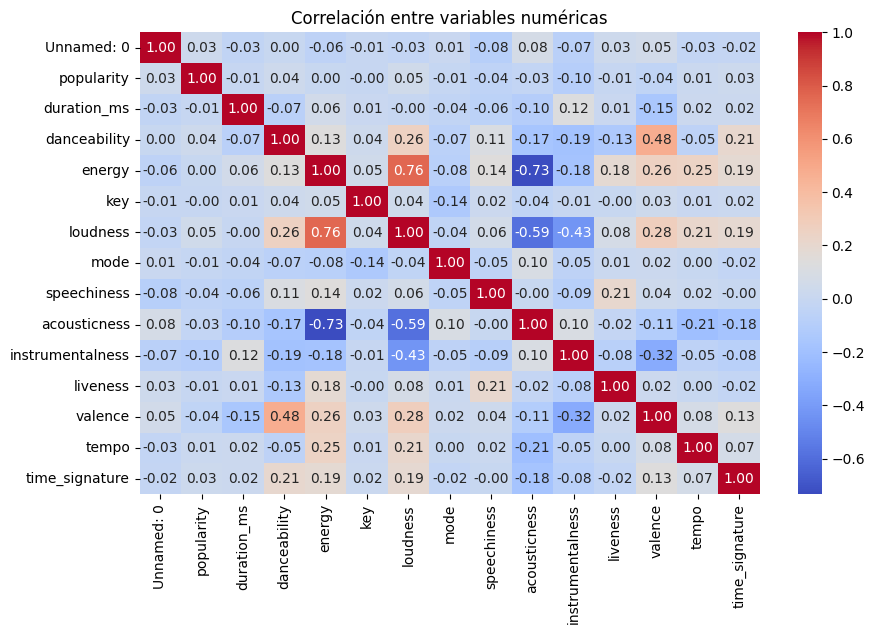 Correlación entre variables numéricas
Unnamed: 0 1.00 0.03 -0.03 0.00 -0.06 -0.01 -0.03 0.01 -0.08 0.08 -0.07 0.03 0.05 -0.03 -0.02
popularity 0.03 1.00 -0.01 0.04 0.00 -0.00 0.05 -0.01 -0.04 -0.03 -0.10 -0.01 -0.04 0.01 0.03
duration_ms -0.03 -0.01 1.00 -0.07 0.06 0.01 -0.00 -0.04 -0.06 -0.10 0.12 0.01 -0.15 0.02 0.02
danceability 0.00 0.04 -0.07 1.00 0.13 0.04 0.26 -0.07 0.11 -0.17 -0.19 -0.13 0.48 -0.05 0.21
energy -0.06 0.00 0.06 0.13 1.00 0.05 0.76 -0.08 0.14 -0.73 -0.18 0.18 0.26 0.25 0.19
key -0.01 -0.00 0.01 0.04 0.05 1.00 0.04 -0.14 0.02 -0.04 -0.01 -0.00 0.03 0.01 0.02
loudness -0.03 0.05 -0.00 0.26 0.76 0.04 1.00 -0.04 0.06 -0.59 -0.43 0.08 0.28 0.21 0.19
mode 0.01 -0.01 -0.04 -0.07 -0.08 -0.14 -0.04 1.00 -0.05 0.10 -0.05 0.01 0.02 0.00 -0.02
speechiness -0.08 -0.04 -0.06 0.11 0.14 0.02 0.06 -0.05 1.00 -0.00 -0.09 0.21 0.04 0.02 -0.00
acousticness 0.08 -0.03 -0.10 -0.17 -0.73 -0.04 -0.59 0.10 -0.00 1.00 0.10 -0.02 -0.11 -0.21 -0.18
instrumentalness -0.07 -0.10 0.12 -0.19 -0.18 -0.01 -0.43 -0.05 -0.09 0.10 1.00 -0.08 -0.32 -0.05 -0.08
liveness 0.03 -0.01 0.01 -0.13 0.18 -0.00 0.08 0.01 0.21 -0.02 -0.08 1.00 0.02 0.00 -0.02
valence 0.05 -0.04 -0.15 0.48 0.26 0.03 0.28 0.02 0.04 -0.11 -0.32 0.02 1.00 0.08 0.13
tempo -0.03 0.01 0.02 -0.05 0.25 0.01 0.21 0.00 0.02 -0.21 -0.05 0.00 0.08 1.00 0.07
time_signature -0.02 0.03 0.02 0.21 0.19 0.02 0.19 -0.02 -0.00 -0.18 -0.08 -0.02 0.13 0.07 1.00
Unnamed: 0
popularity
duration_ms
danceability
energy
key
loudness
mode
speechiness
acousticness
instrumentalness
liveness
valence
tempo
time_signature
1.0
0.8
0.6
0.4
0.2
0.0
-0.2
-0.4
-0.6